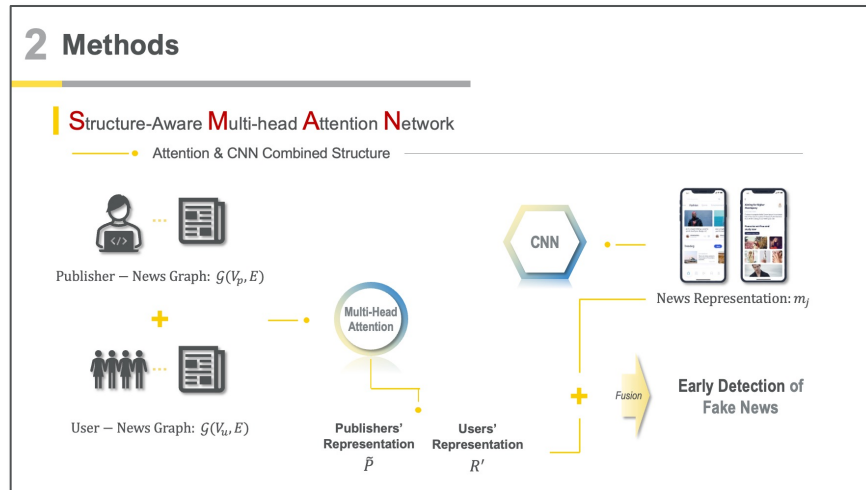 2 Methods
Structure-Aware Multi-head Attention Network
Attention & CNN Combined Structure
</>
Publisher – News Graph: 𝒢(V_p, E)
User – News Graph: 𝒢(V_u, E)
Multi-Head
Attention
Publishers'
Representation
P̃
Users'
Representation
R′
CNN
News Representation: m_j
Fusion
Early Detection of
Fake News